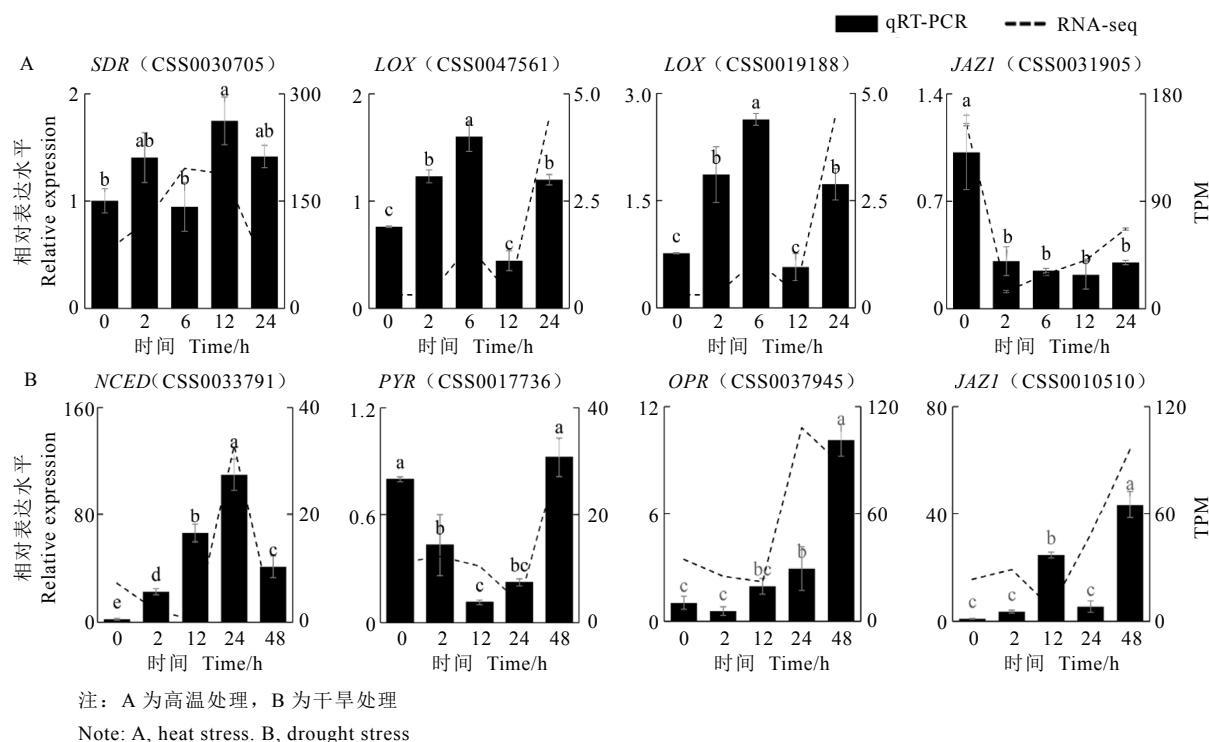 qRT-PCR RNA-seq
A SDR（CSS0030705） LOX（CSS0047561） LOX（CSS0019188） JAZ1（CSS0031905）
相对表达水平
Relative expression
2 1 0
b ab b a ab
300 150 0
0 2 6 12 24
时间 Time/h
2 1 0
c b a c b
5.0 2.5 0
0 2 6 12 24
时间 Time/h
3.0 1.5 0
c b a c b
5.0 2.5 0
0 2 6 12 24
时间 Time/h
1.4 0.7 0
a b b b b
180 90 0
TPM
0 2 6 12 24
时间 Time/h
B NCED(CSS0033791） PYR（CSS0017736） OPR（CSS0037945） JAZ1（CSS0010510）
相对表达水平
Relative expression
160 80 0
e d b a c
40 20 0
0 2 12 24 48
时间 Time/h
1.2 0.6 0
a b c bc a
40 20 0
0 2 12 24 48
时间 Time/h
12 6 0
c c bc b a
120 60 0
0 2 12 24 48
时间 Time/h
80 40 0
c c b c a
120 60 0
TPM
0 2 12 24 48
时间 Time/h
注：A 为高温处理，B 为干旱处理
Note: A, heat stress. B, drought stress